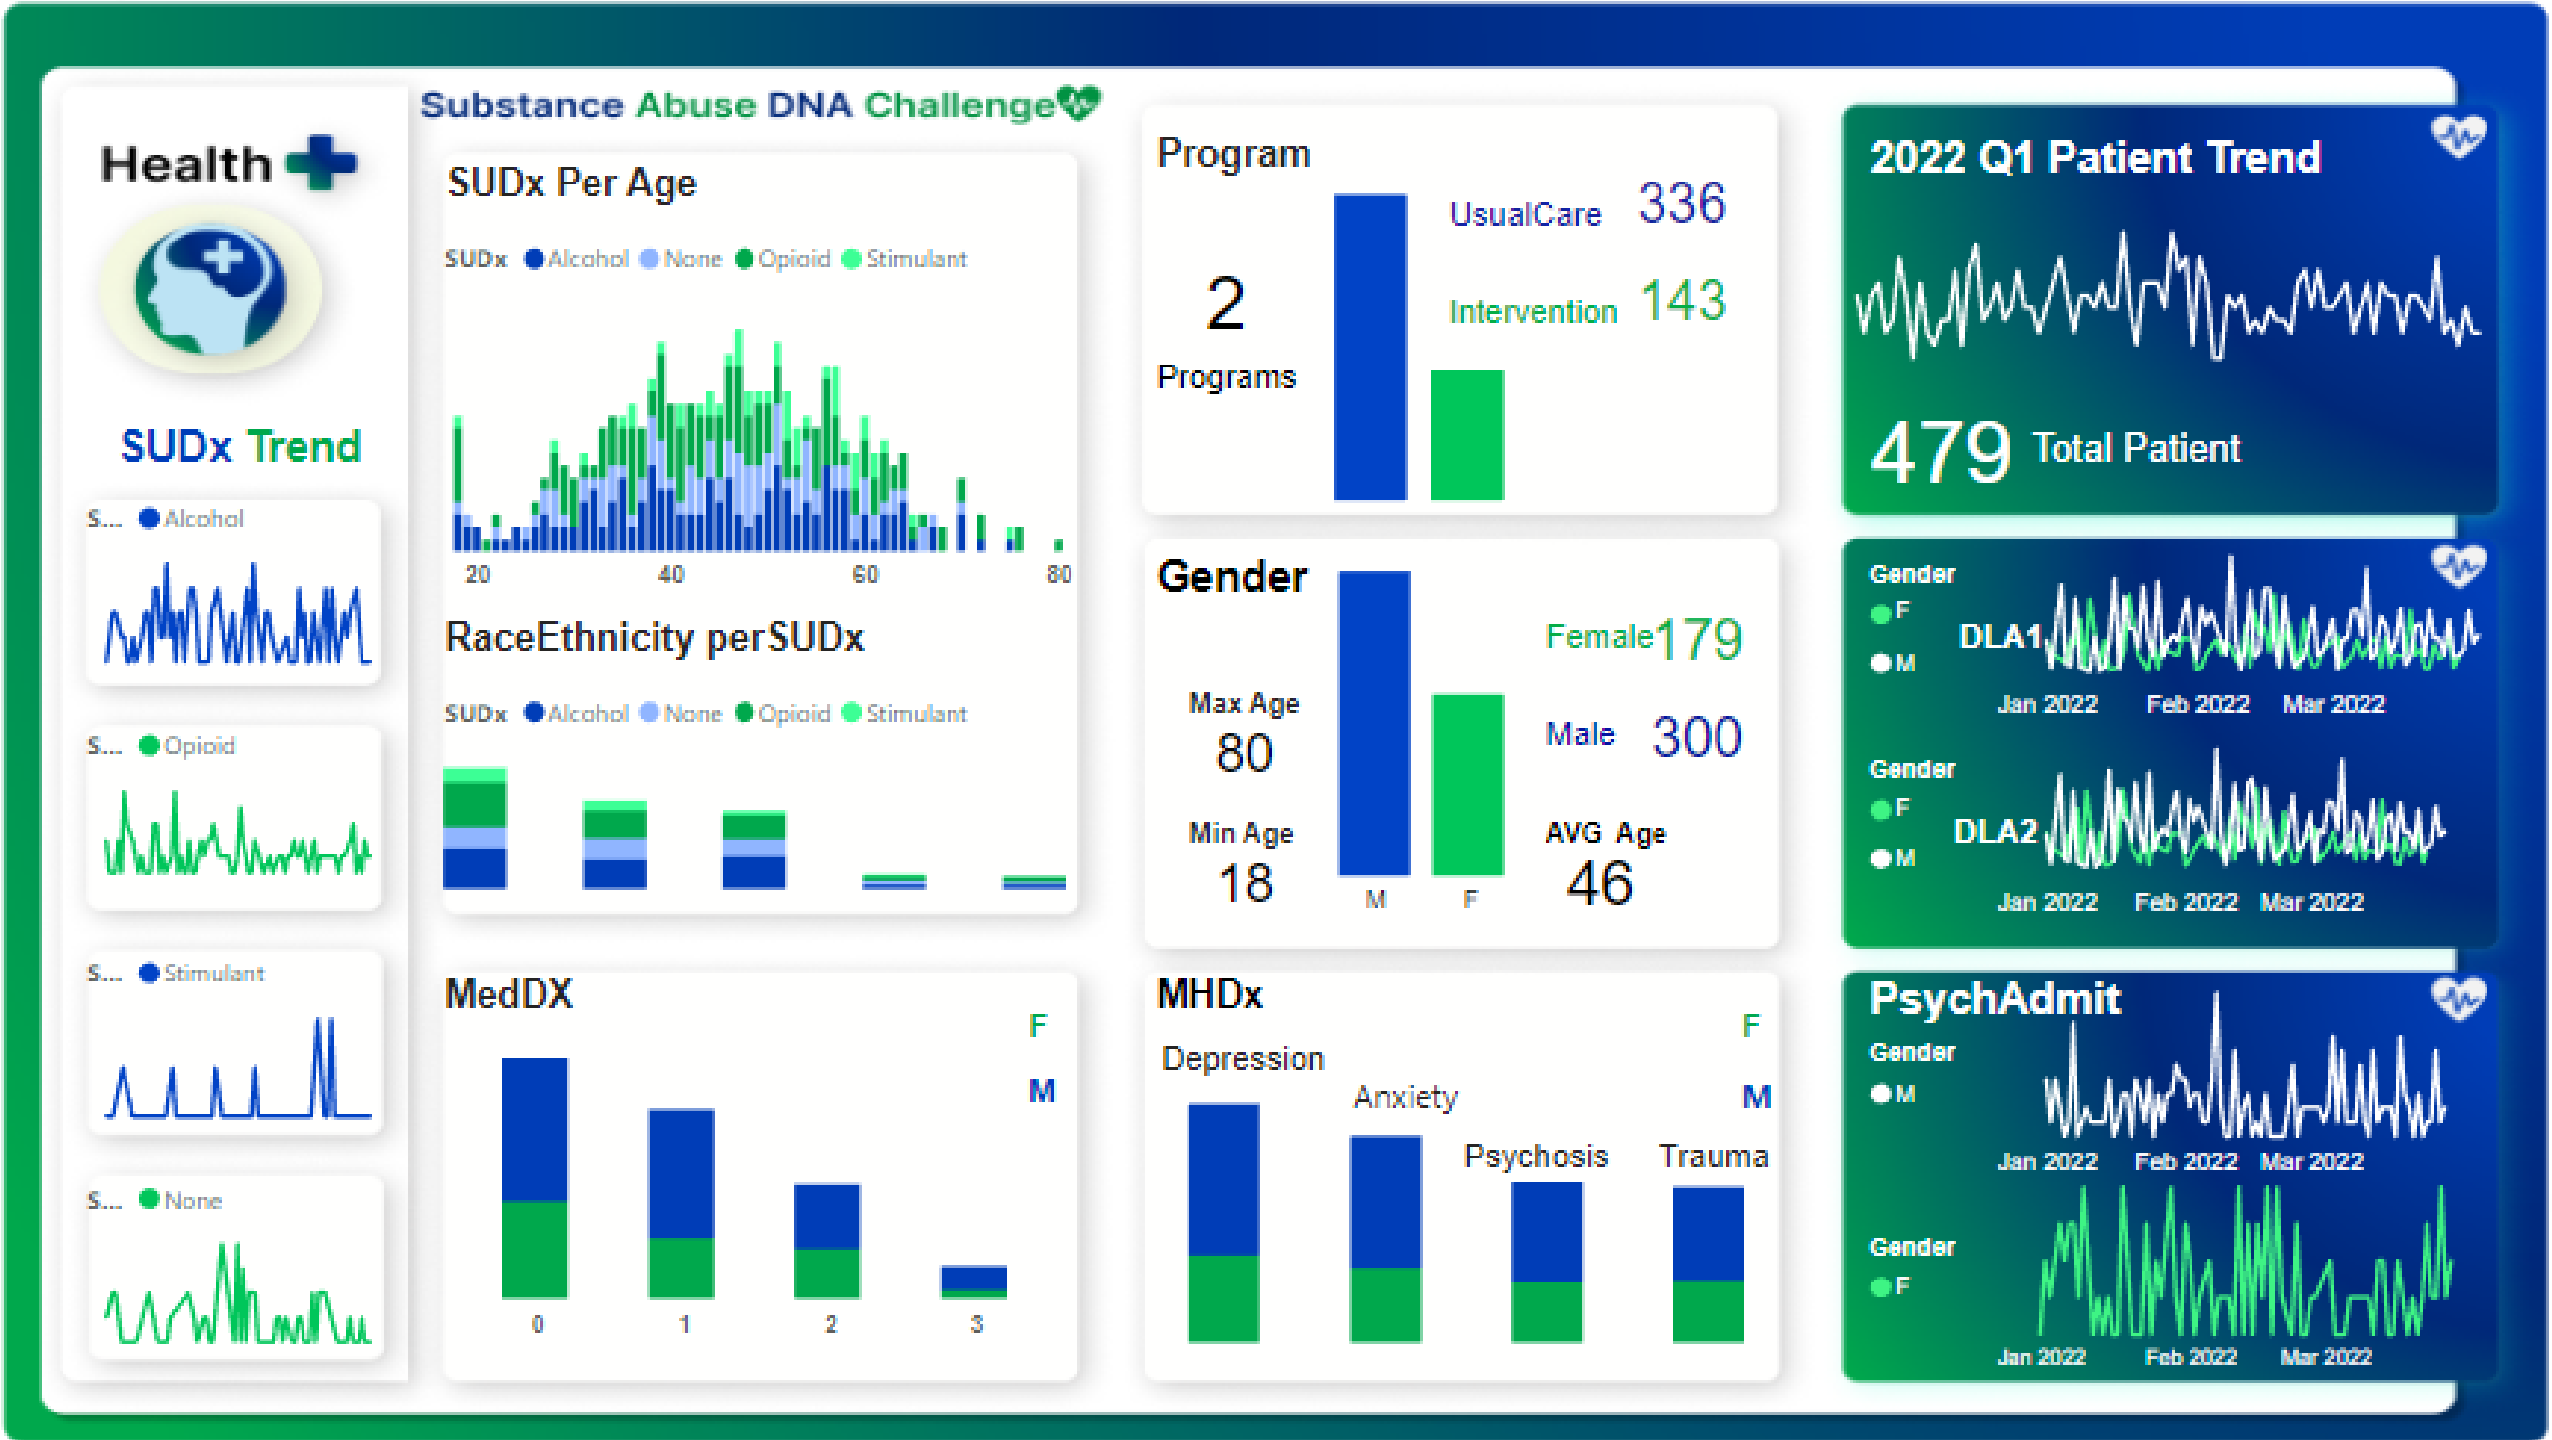 Substance Abuse DNA Challenge
Health
SUDx Trend
S... Alcohol
S... Opioid
S... Stimulant
S... None
SUDx Per Age
SUDx Alcohol None Opioid Stimulant
20 40 60 80
RaceEthnicity perSUDx
SUDx Alcohol None Opioid Stimulant
MedDX
F
M
0 1 2 3
Program
UsualCare 336
Intervention 143
2
Programs
Gender
Female 179
Male 300
Max Age
80
Min Age
18
AVG Age
46
M F
MHDx
F
M
Depression
Anxiety
Psychosis
Trauma
2022 Q1 Patient Trend
479 Total Patient
Gender
F
M
DLA1
Jan 2022 Feb 2022 Mar 2022
Gender
F
M
DLA2
Jan 2022 Feb 2022 Mar 2022
PsychAdmit
Gender
M
Jan 2022 Feb 2022 Mar 2022
Gender
F
Jan 2022 Feb 2022 Mar 2022